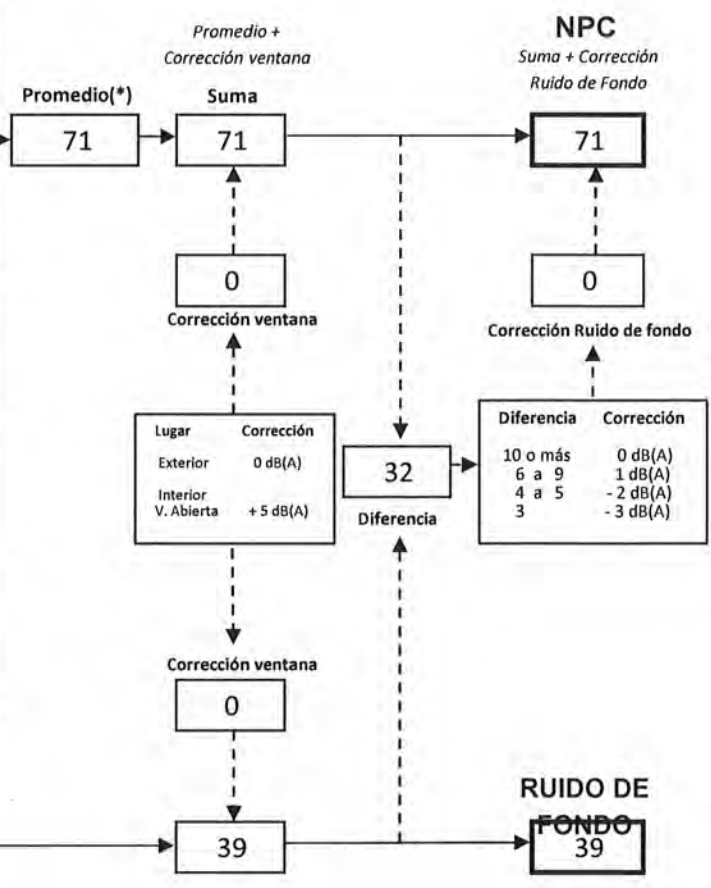 Promedio +
Corrección ventana
NPC
Suma + Corrección
Ruido de Fondo
Promedio(*)
Suma
71
71
71
0
0
Corrección ventana
Corrección Ruido de fondo
Lugar Corrección
Exterior 0 dB(A)
Interior
V. Abierta + 5 dB(A)
32
Diferencia
Diferencia Corrección
10 o más 0 dB(A)
6 a 9 1 dB(A)
4 a 5 - 2 dB(A)
3 - 3 dB(A)
Corrección ventana
0
39
RUIDO DE
FONDO
39